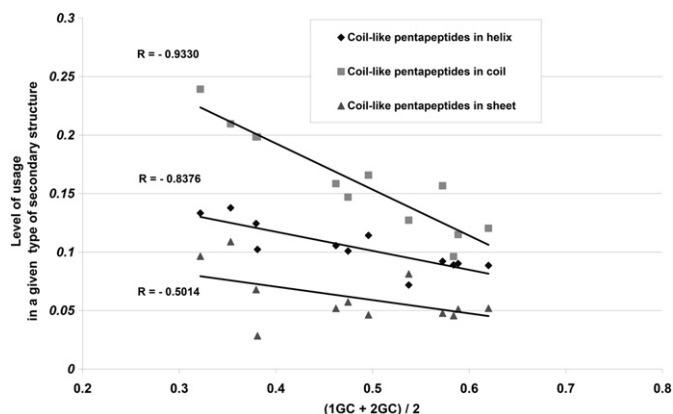 0.3
0.25
0.2
0.15
0.1
0.05
0
Level of usage
in a given type of secondary structure
R = - 0.9330
R = - 0.8376
R = - 0.5014
Coil-like pentapeptides in helix
Coil-like pentapeptides in coil
Coil-like pentapeptides in sheet
0.2 0.3 0.4 0.5 0.6 0.7 0.8
(1GC + 2GC) / 2